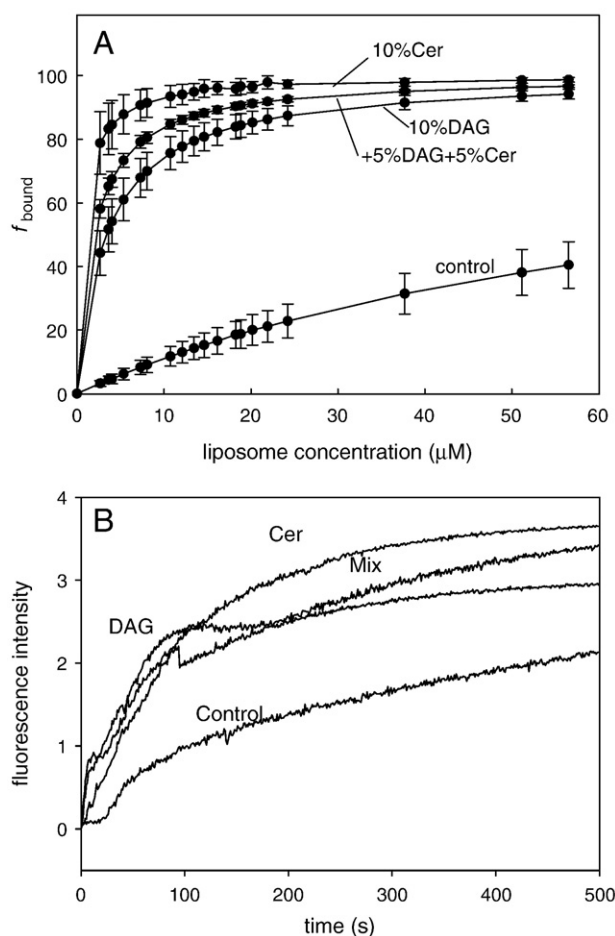 A
100
80
60
40
20
0
f bound
10%Cer
10%DAG
+5%DAG+5%Cer
control
0 10 20 30 40 50 60
liposome concentration (μM)
B
4
3
2
1
0
fluorescence intensity
Cer
Mix
DAG
Control
0 100 200 300 400 500
time (s)